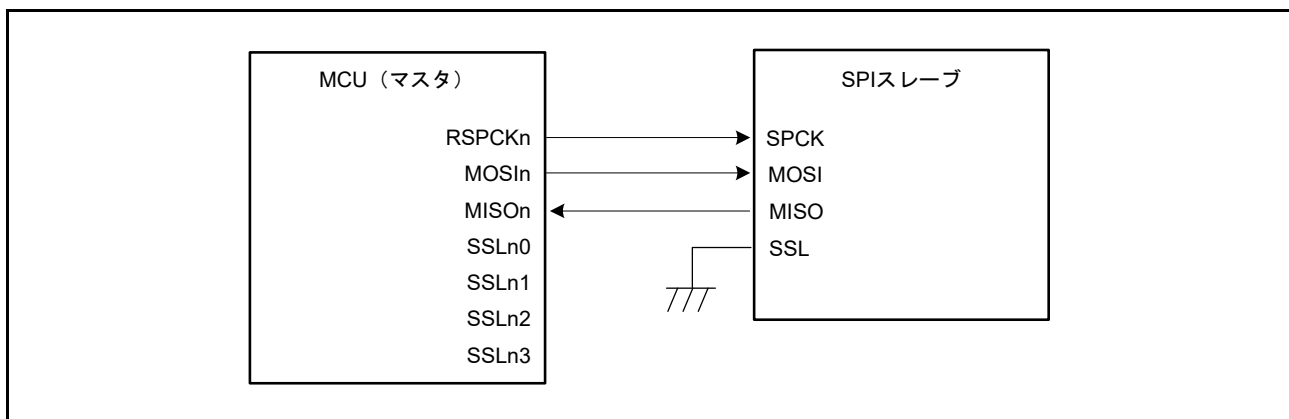 MCU（マスタ）
RSPCKn
MOSIn
MISOn
SSLn0
SSLn1
SSLn2
SSLn3
SPIスレーブ
SPCK
MOSI
MISO
SSL